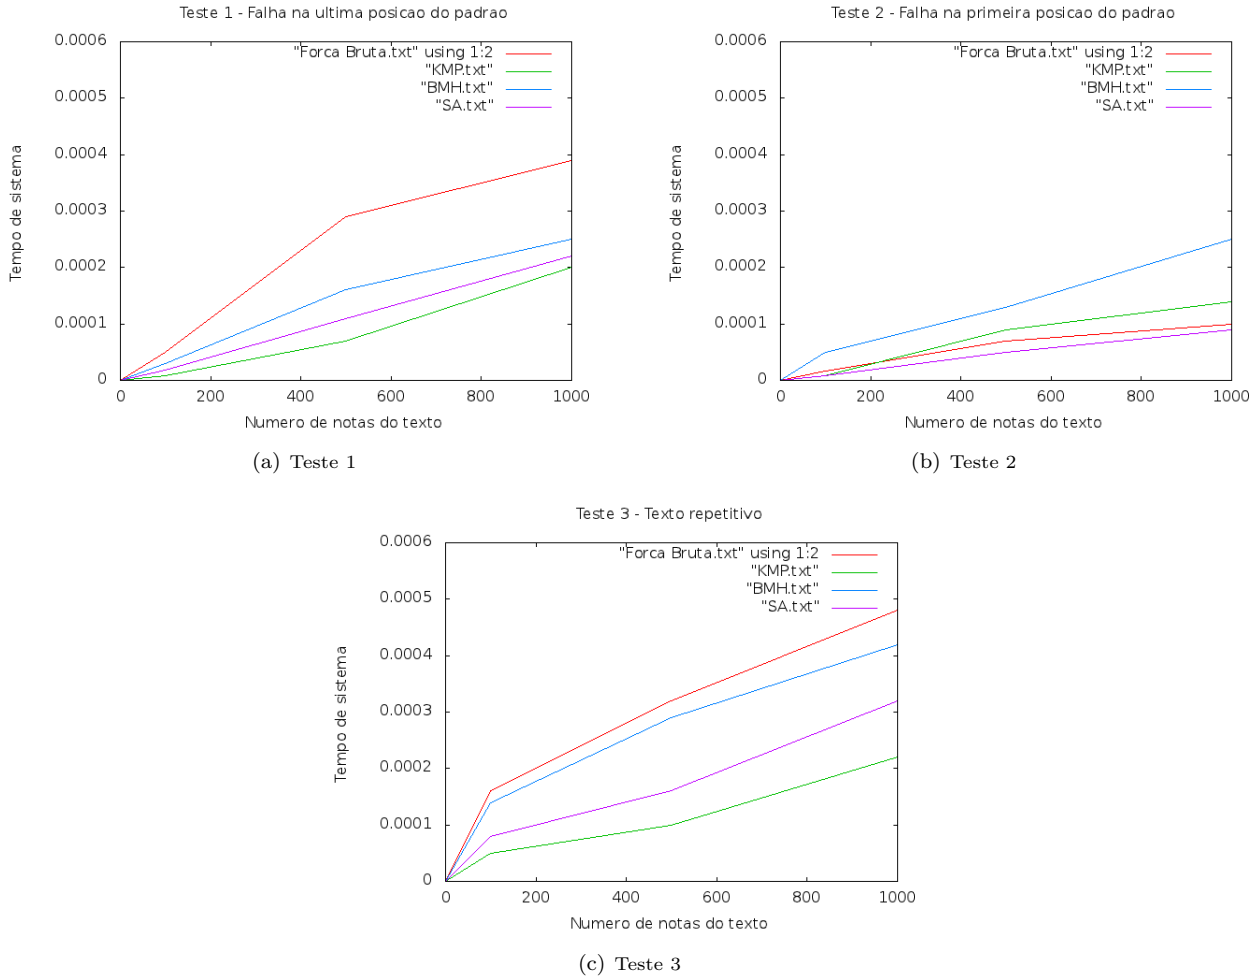 Teste 1 - Falha na ultima posicao do padrao
0.0006
0.0005
0.0004
0.0003
0.0002
0.0001
0
Tempo de sistema
"Forca Bruta.txt" using 1:2
"KMP.txt"
"BMH.txt"
"SA.txt"
0 200 400 600 800 1000
Numero de notas do texto
(a) Teste 1
Teste 2 - Falha na primeira posicao do padrao
0.0006
0.0005
0.0004
0.0003
0.0002
0.0001
0
Tempo de sistema
"Forca Bruta.txt" using 1:2
"KMP.txt"
"BMH.txt"
"SA.txt"
0 200 400 600 800 1000
Numero de notas do texto
(b) Teste 2
Teste 3 - Texto repetitivo
0.0006
0.0005
0.0004
0.0003
0.0002
0.0001
0
Tempo de sistema
"Forca Bruta.txt" using 1:2
"KMP.txt"
"BMH.txt"
"SA.txt"
0 200 400 600 800 1000
Numero de notas do texto
(c) Teste 3